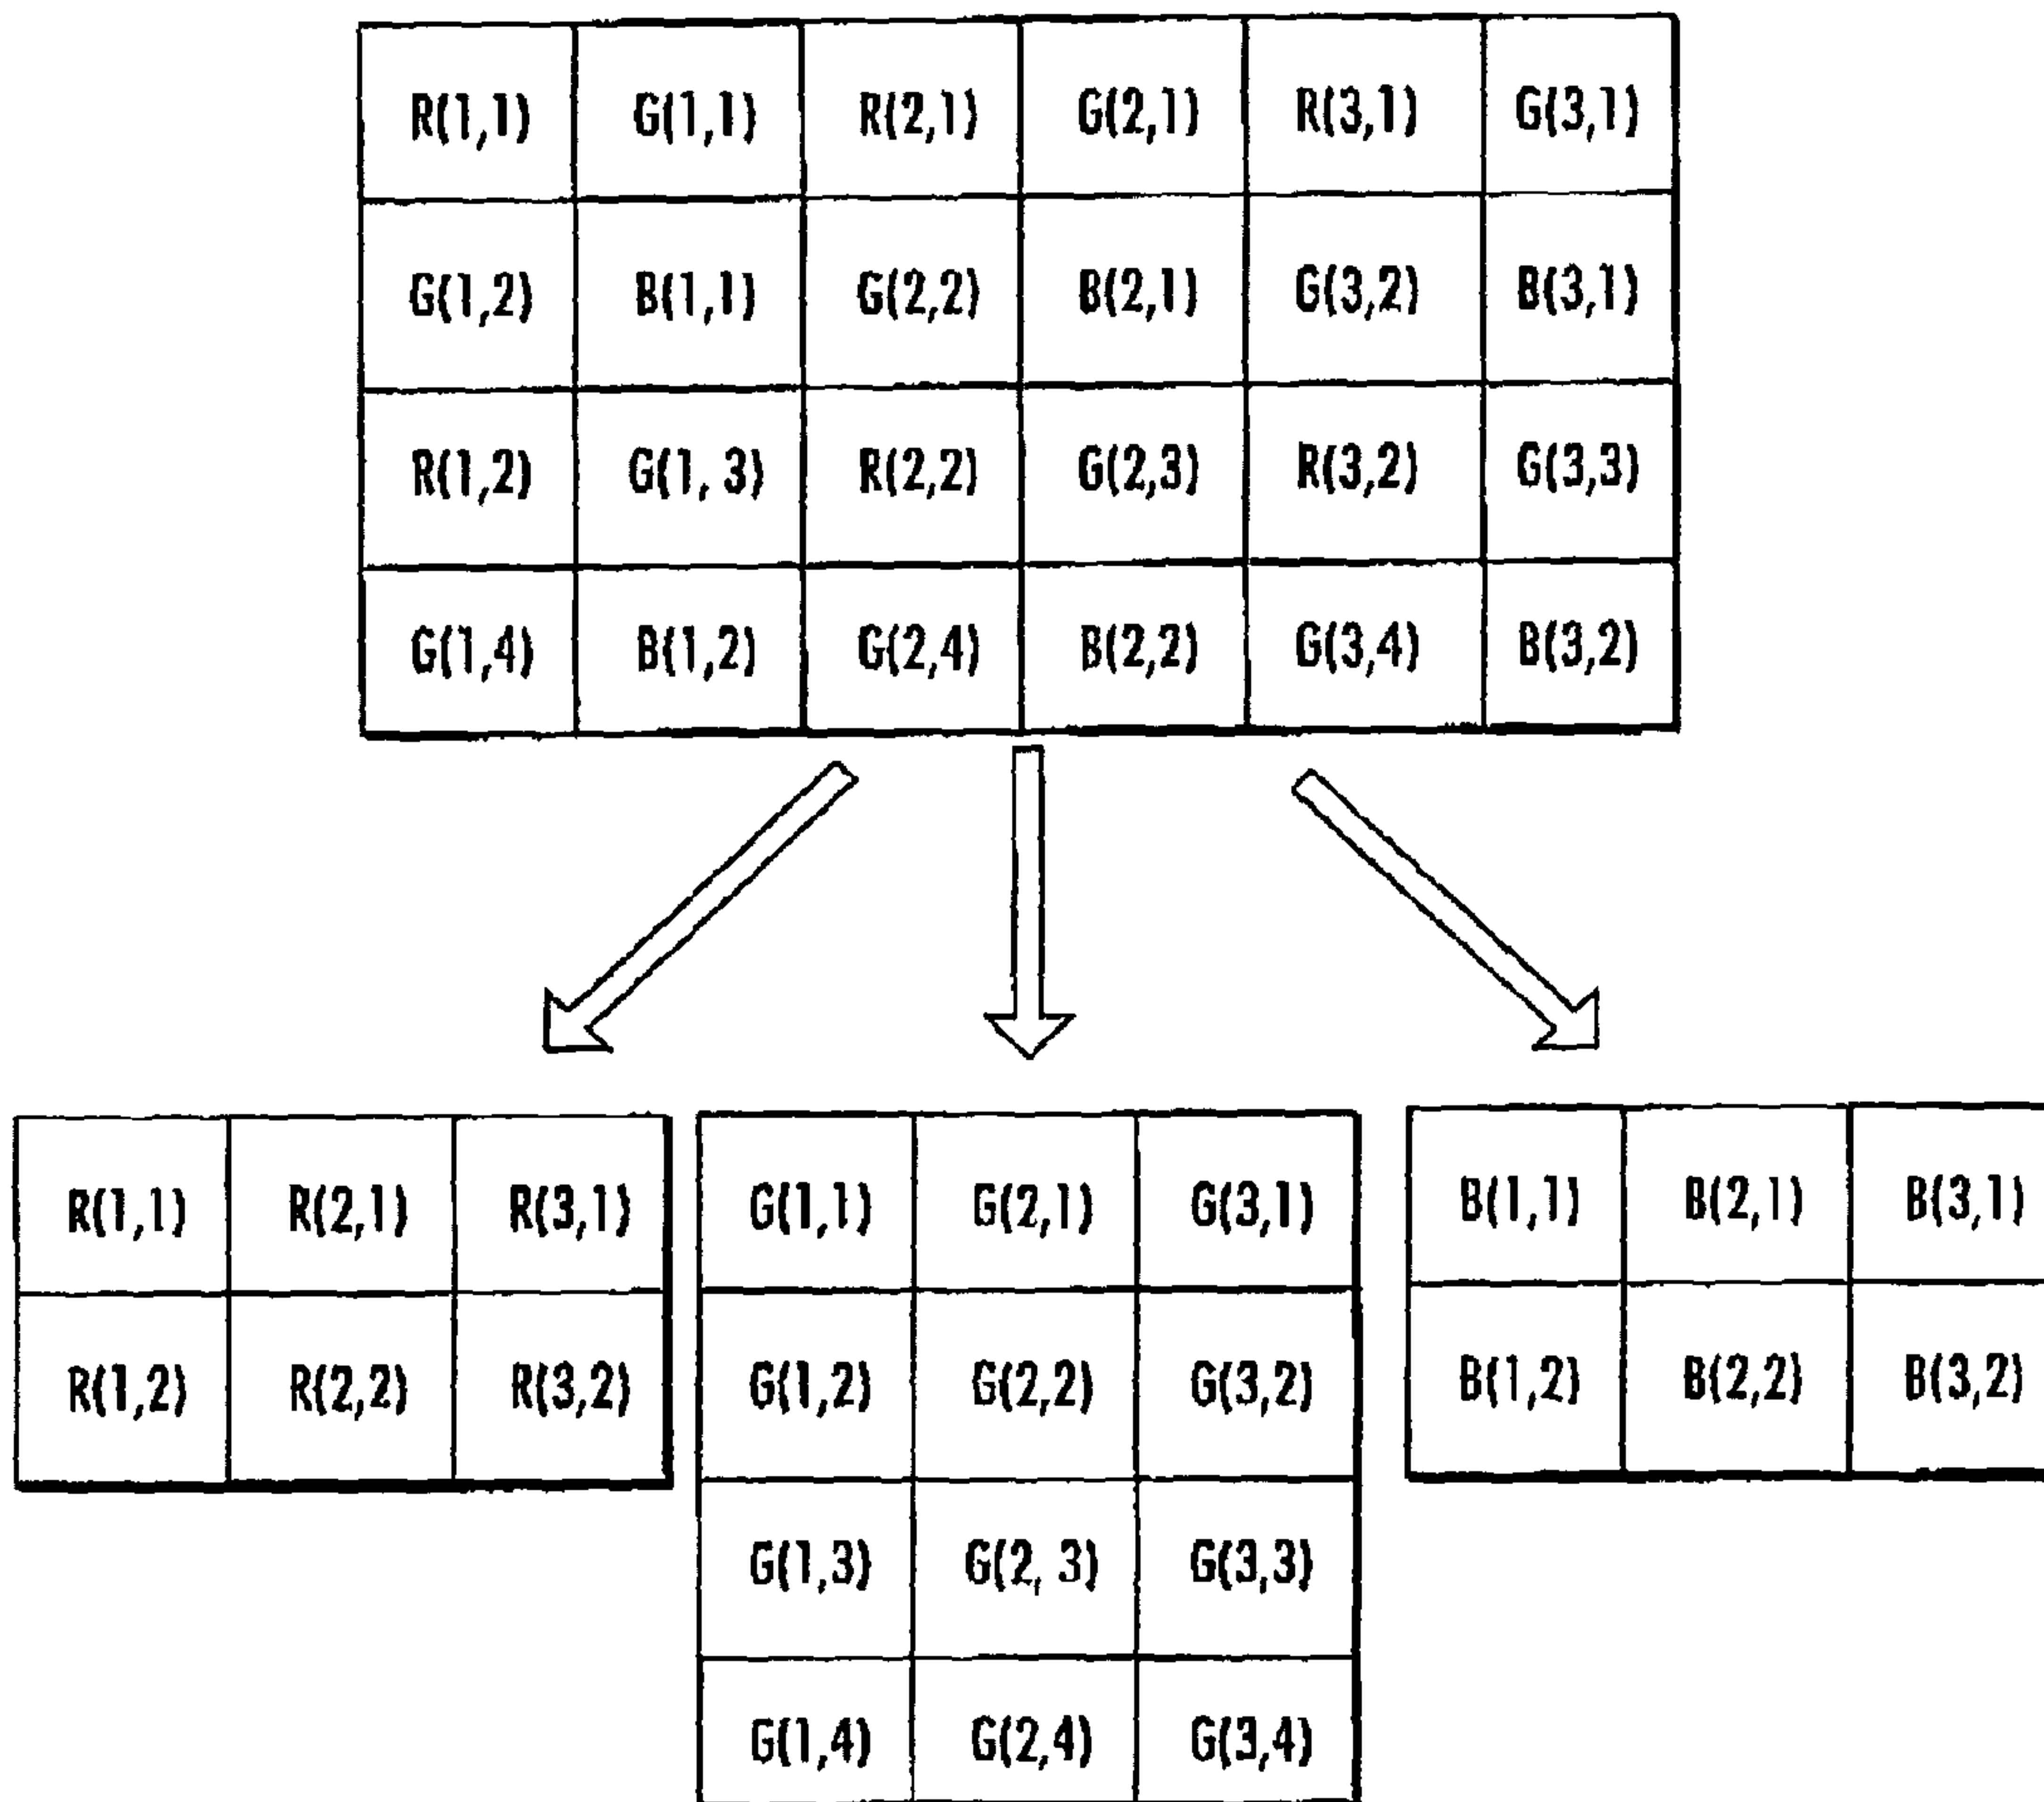 R(1,1) G(1,1) R(2,1) G(2,1) R(3,1) G(3,1)
G(1,2) B(1,1) G(2,2) B(2,1) G(3,2) B(3,1)
R(1,2) G(1, 3) R(2,2) G(2,3) R(3,2) G(3,3)
G(1,4) B(1,2) G(2,4) B(2,2) G(3,4) B(3,2)
R(1,1) R(2,1) R(3,1)
R(1,2) R(2,2) R(3,2)
G(1,1) G(2,1) G(3,1)
G(1,2) G(2,2) G(3,2)
G(1,3) G(2, 3) G(3,3)
G(1,4) G(2,4) G(3,4)
B(1,1) B(2,1) B(3,1)
B(1,2) B(2,2) B(3,2)